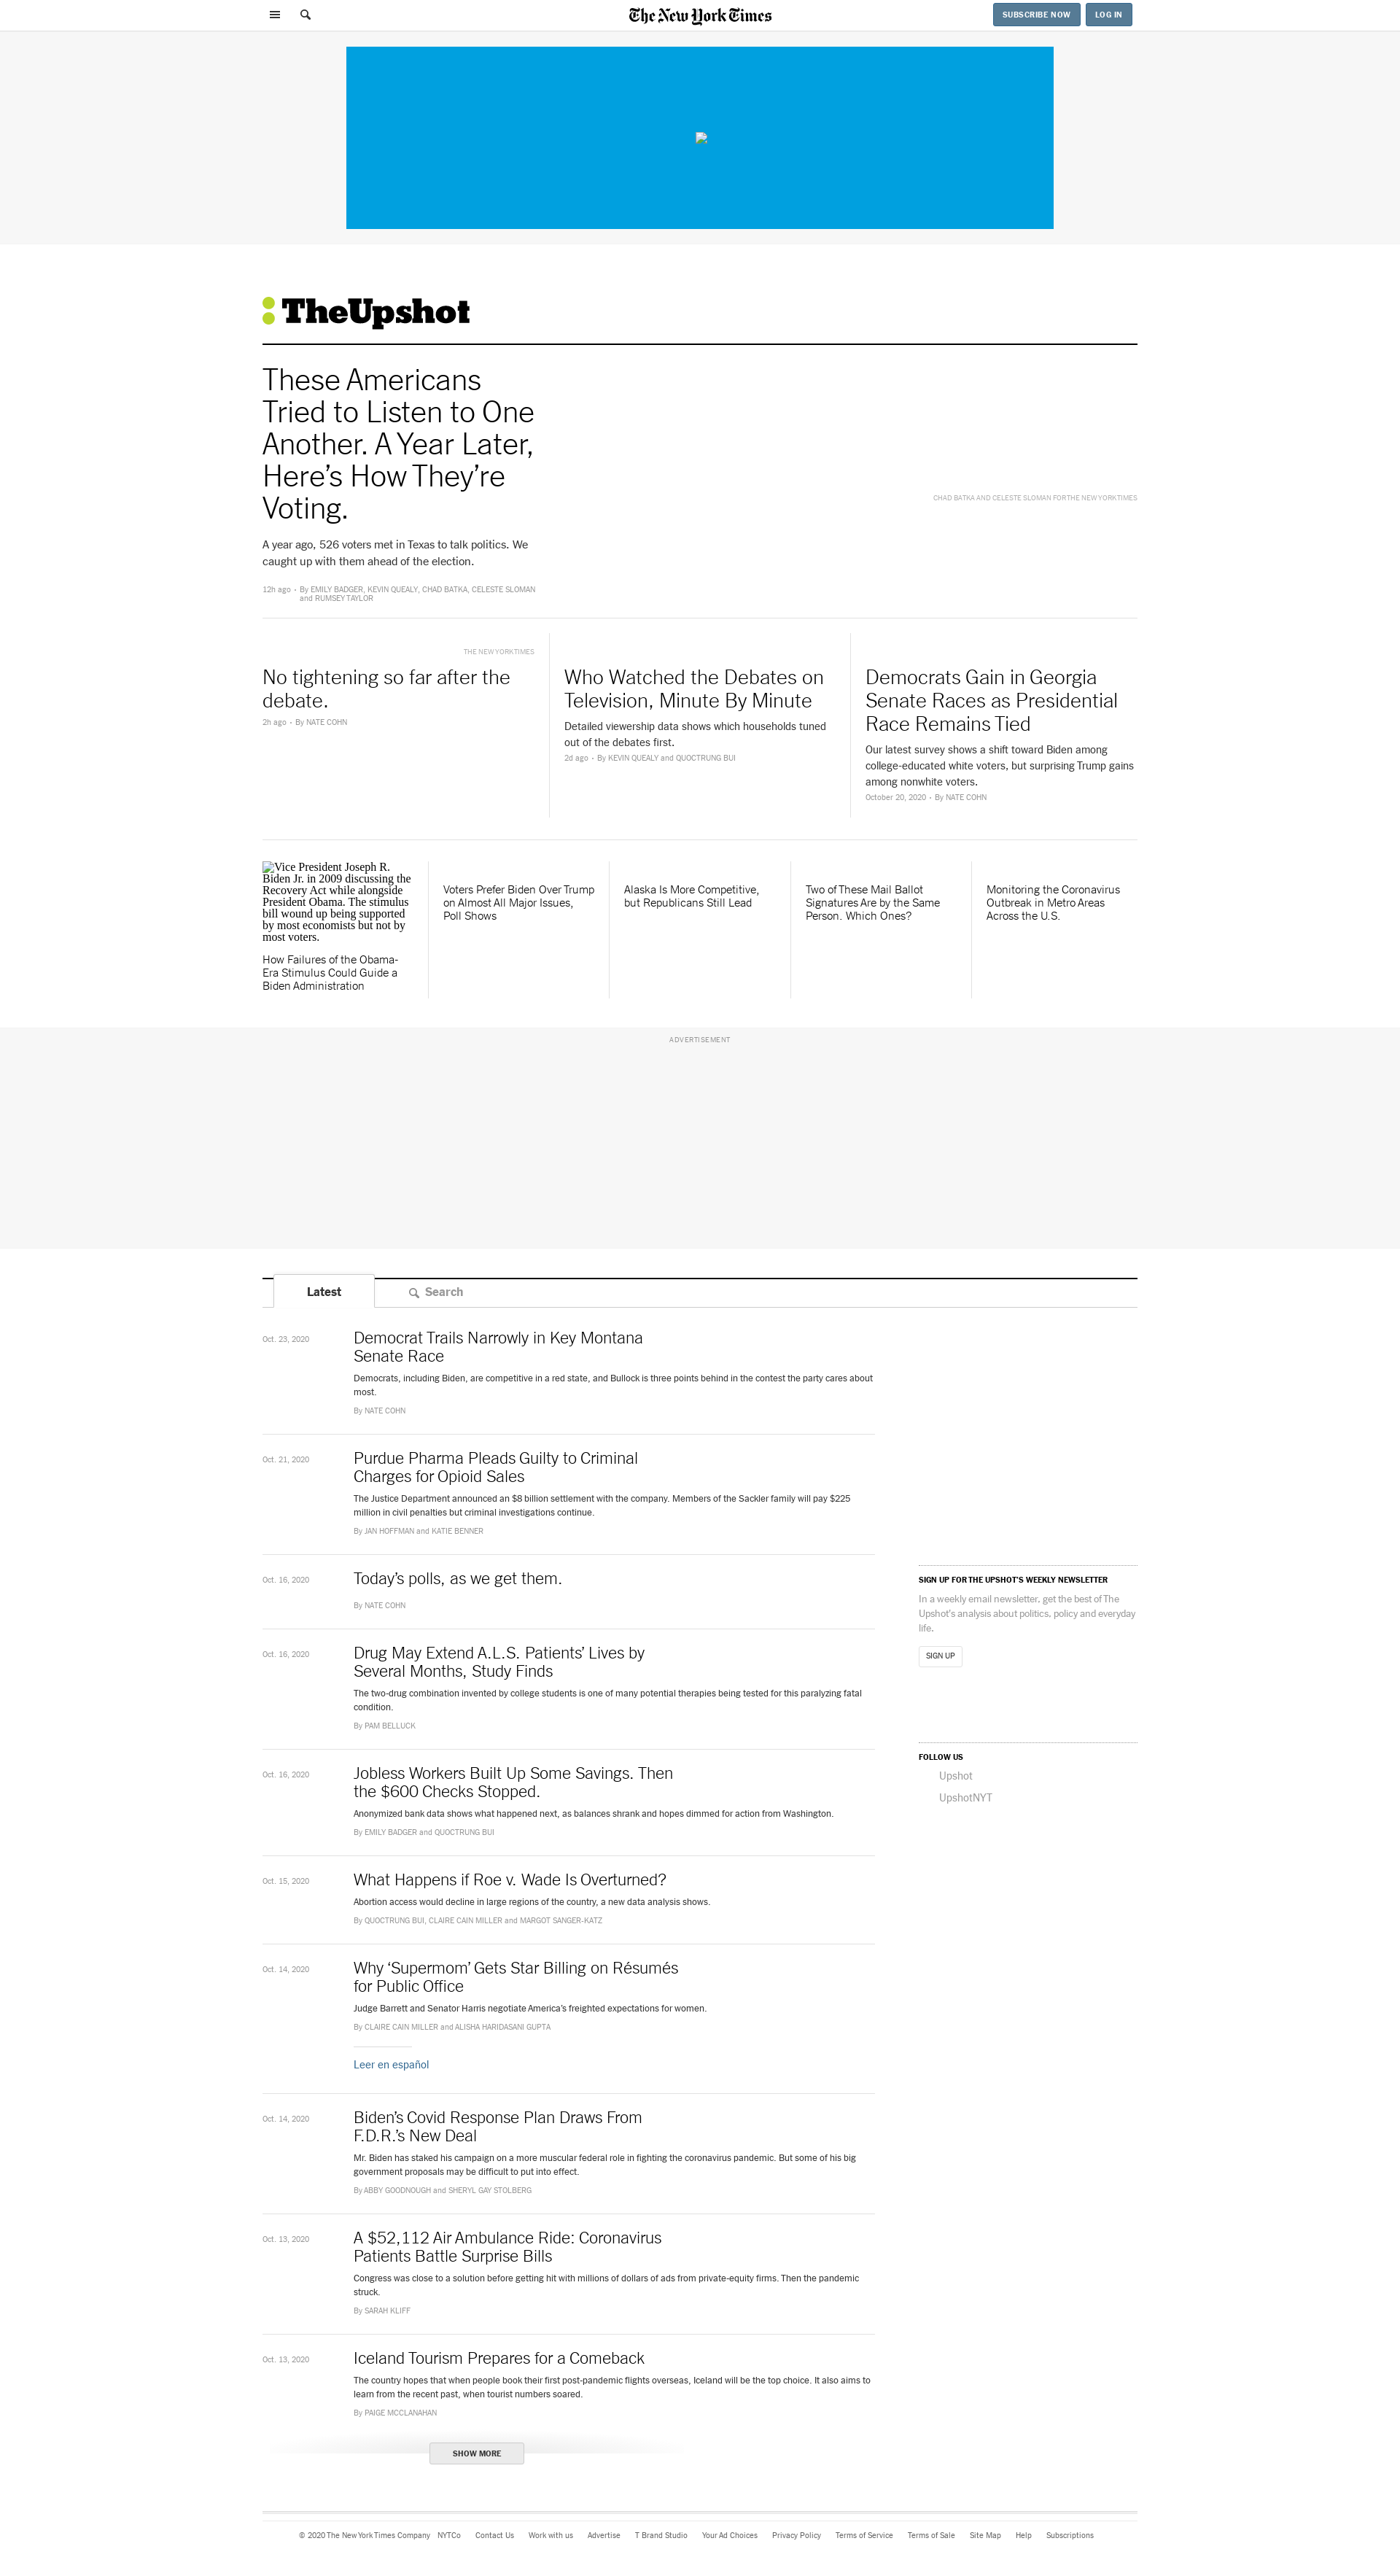 The New York Times
SUBSCRIBE NOW
LOG IN
TheUpshot
These Americans
Tried to Listen to One
Another. A Year Later,
Here’s How They’re
Voting.
A year ago, 526 voters met in Texas to talk politics. We
caught up with them ahead of the election.
12h ago • By EMILY BADGER, KEVIN QUEALY, CHAD BATKA, CELESTE SLOMAN
and RUMSEY TAYLOR
CHAD BATKA AND CELESTE SLOMAN FOR THE NEW YORK TIMES
THE NEW YORK TIMES
No tightening so far after the
debate.
2h ago • By NATE COHN
Who Watched the Debates on
Television, Minute By Minute
Detailed viewership data shows which households tuned
out of the debates first.
2d ago • By KEVIN QUEALY and QUOCTRUNG BUI
Democrats Gain in Georgia
Senate Races as Presidential
Race Remains Tied
Our latest survey shows a shift toward Biden among
college-educated white voters, but surprising Trump gains
among nonwhite voters.
October 20, 2020 • By NATE COHN
Vice President Joseph R.
Biden Jr. in 2009 discussing the
Recovery Act while alongside
President Obama. The stimulus
bill wound up being supported
by most economists but not by
most voters.
How Failures of the Obama-
Era Stimulus Could Guide a
Biden Administration
Voters Prefer Biden Over Trump
on Almost All Major Issues,
Poll Shows
Alaska Is More Competitive,
but Republicans Still Lead
Two of These Mail Ballot
Signatures Are by the Same
Person. Which Ones?
Monitoring the Coronavirus
Outbreak in Metro Areas
Across the U.S.
ADVERTISEMENT
Latest
Search
Oct. 23, 2020
Democrat Trails Narrowly in Key Montana
Senate Race
Democrats, including Biden, are competitive in a red state, and Bullock is three points behind in the contest the party cares about
most.
By NATE COHN
Oct. 21, 2020
Purdue Pharma Pleads Guilty to Criminal
Charges for Opioid Sales
The Justice Department announced an $8 billion settlement with the company. Members of the Sackler family will pay $225
million in civil penalties but criminal investigations continue.
By JAN HOFFMAN and KATIE BENNER
Oct. 16, 2020
Today’s polls, as we get them.
By NATE COHN
Oct. 16, 2020
Drug May Extend A.L.S. Patients’ Lives by
Several Months, Study Finds
The two-drug combination invented by college students is one of many potential therapies being tested for this paralyzing fatal
condition.
By PAM BELLUCK
Oct. 16, 2020
Jobless Workers Built Up Some Savings. Then
the $600 Checks Stopped.
Anonymized bank data shows what happened next, as balances shrank and hopes dimmed for action from Washington.
By EMILY BADGER and QUOCTRUNG BUI
Oct. 15, 2020
What Happens if Roe v. Wade Is Overturned?
Abortion access would decline in large regions of the country, a new data analysis shows.
By QUOCTRUNG BUI, CLAIRE CAIN MILLER and MARGOT SANGER-KATZ
Oct. 14, 2020
Why ‘Supermom’ Gets Star Billing on Résumés
for Public Office
Judge Barrett and Senator Harris negotiate America’s freighted expectations for women.
By CLAIRE CAIN MILLER and ALISHA HARIDASANI GUPTA
Leer en español
Oct. 14, 2020
Biden’s Covid Response Plan Draws From
F.D.R.’s New Deal
Mr. Biden has staked his campaign on a more muscular federal role in fighting the coronavirus pandemic. But some of his big
government proposals may be difficult to put into effect.
By ABBY GOODNOUGH and SHERYL GAY STOLBERG
Oct. 13, 2020
A $52,112 Air Ambulance Ride: Coronavirus
Patients Battle Surprise Bills
Congress was close to a solution before getting hit with millions of dollars of ads from private-equity firms. Then the pandemic
struck.
By SARAH KLIFF
Oct. 13, 2020
Iceland Tourism Prepares for a Comeback
The country hopes that when people book their first post-pandemic flights overseas, Iceland will be the top choice. It also aims to
learn from the recent past, when tourist numbers soared.
By PAIGE MCCLANAHAN
SHOW MORE
SIGN UP FOR THE UPSHOT’S WEEKLY NEWSLETTER
In a weekly email newsletter, get the best of The
Upshot’s analysis about politics, policy and everyday
life.
SIGN UP
FOLLOW US
Upshot
UpshotNYT
© 2020 The New York Times Company NYTCo Contact Us Work with us Advertise T Brand Studio Your Ad Choices Privacy Policy Terms of Service Terms of Sale Site Map Help Subscriptions